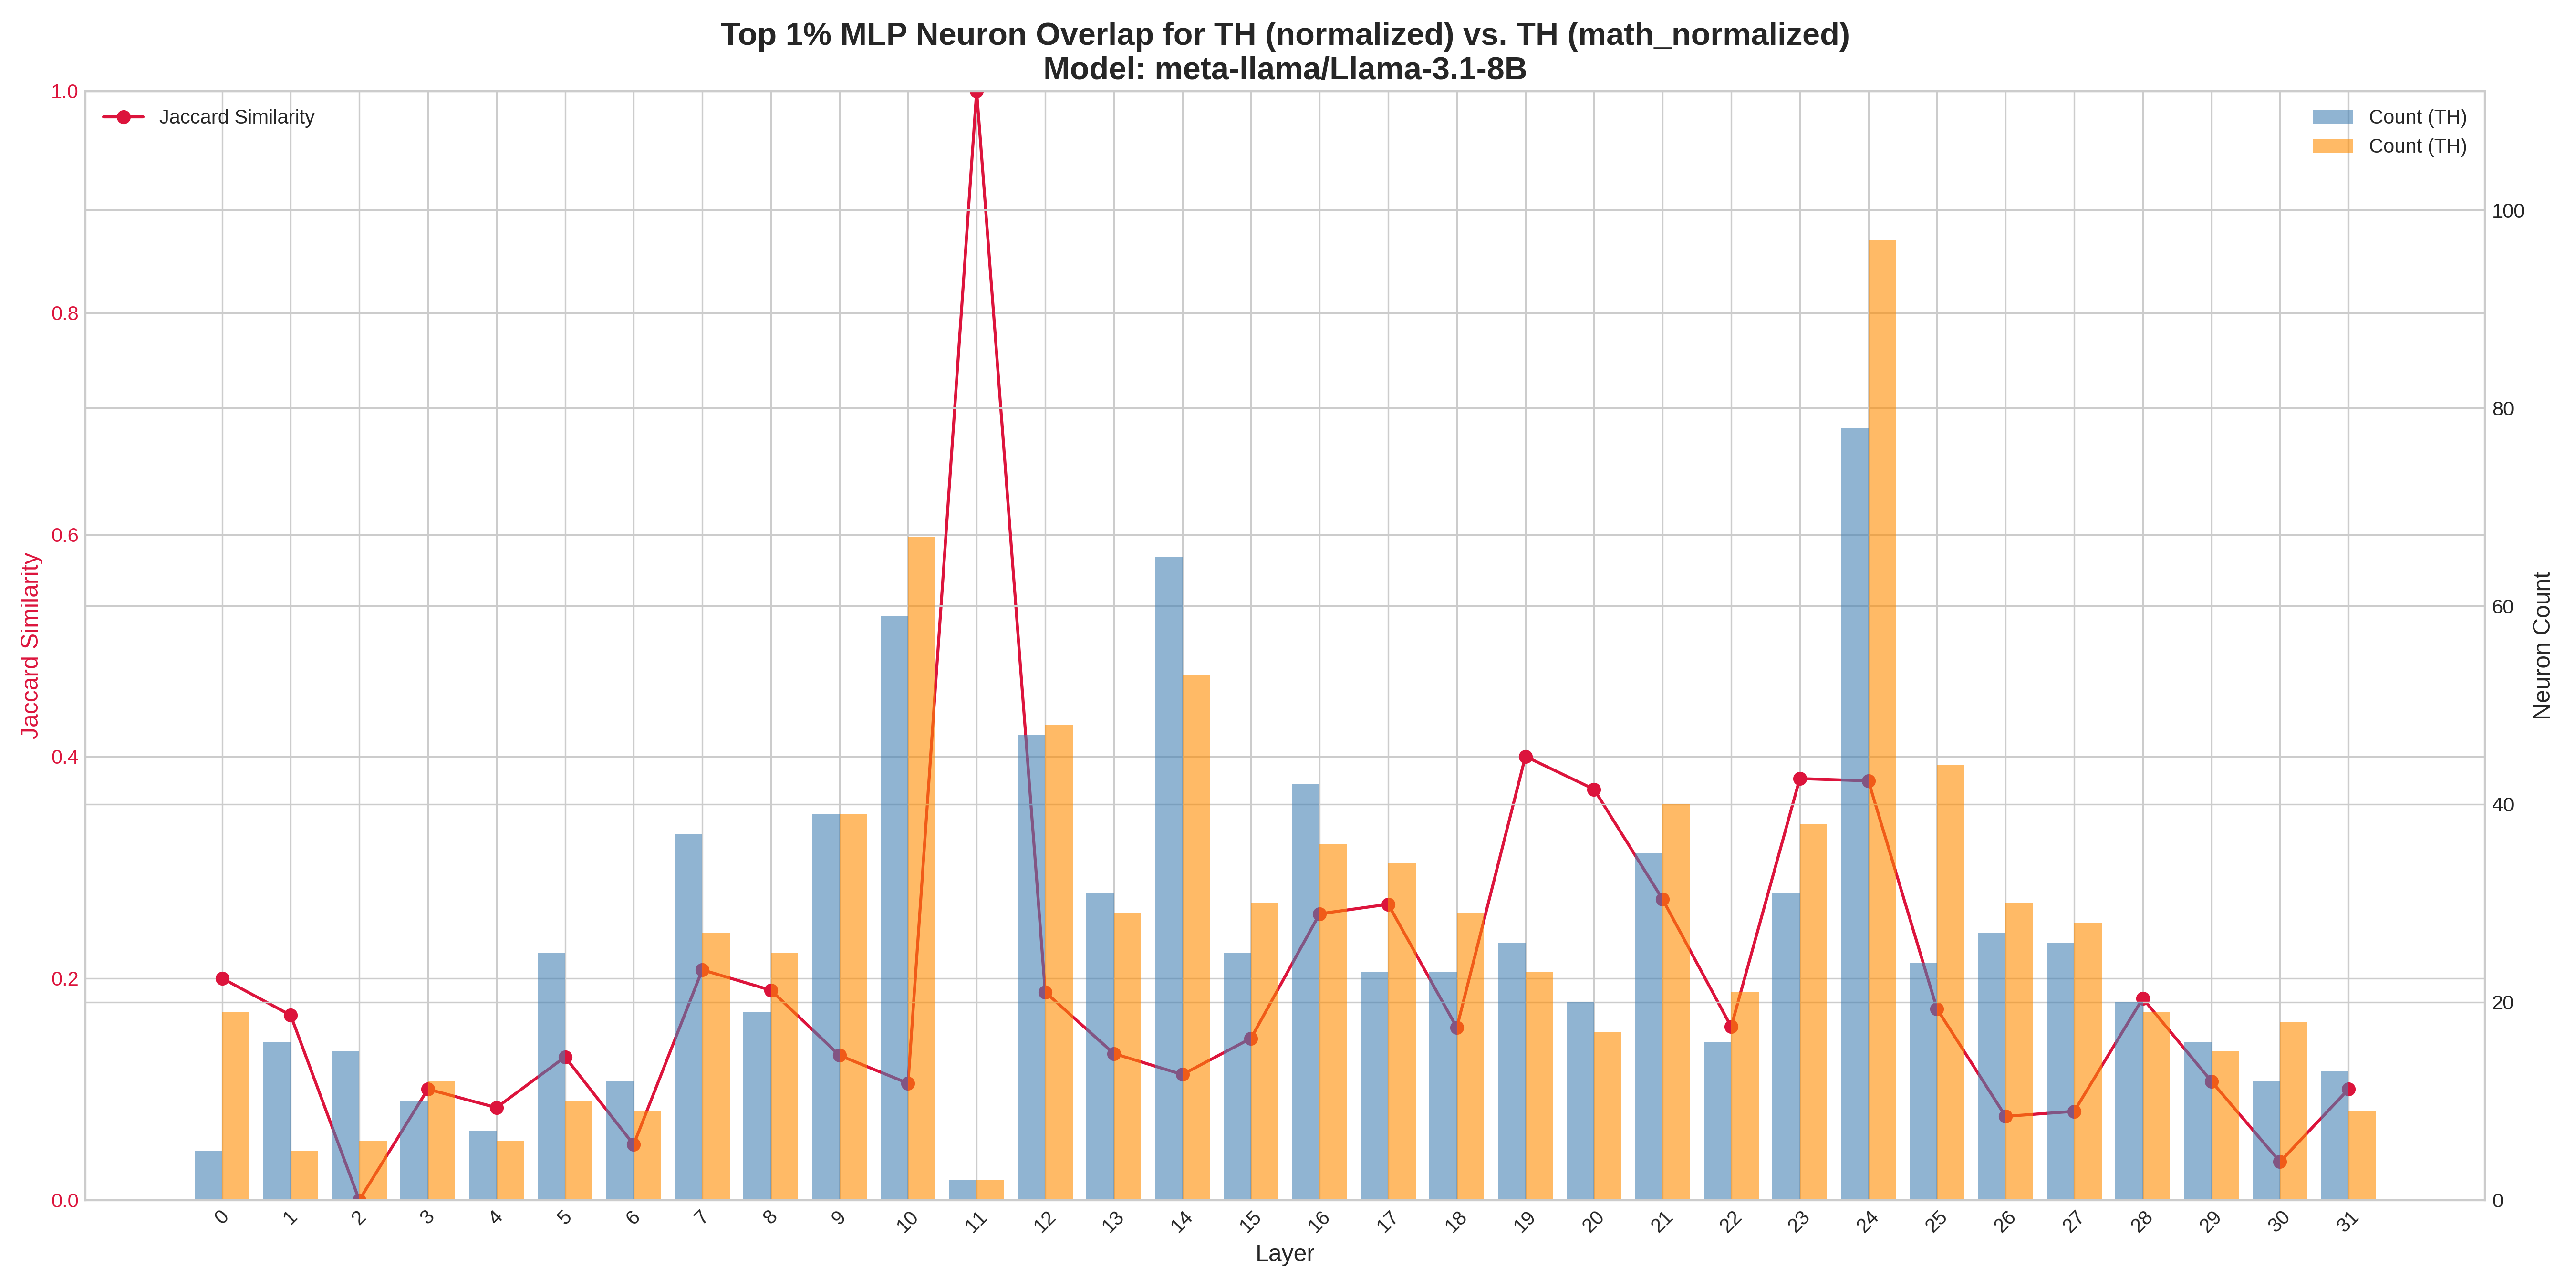 Top 1% MLP Neuron Overlap for TH (normalized) vs. TH (math_normalized)
Model: meta-llama/Llama-3.1-8B
Jaccard Similarity
Count (TH)
Count (TH)
Jaccard Similarity
1.0
0.8
0.6
0.4
0.2
0.0
100
80
60
40
20
0
Neuron Count
0 1 2 3 4 5 6 7 8 9 10 11 12 13 14 15 16 17 18 19 20 21 22 23 24 25 26 27 28 29 30 31
Layer